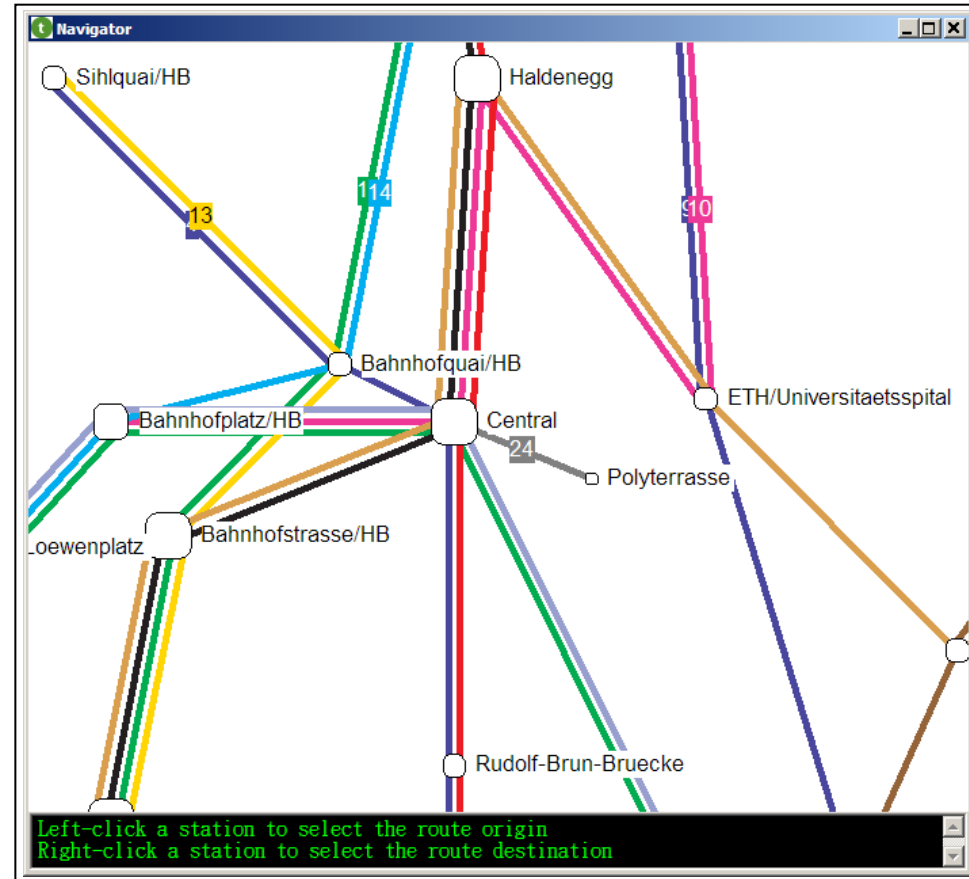 Navigator
Sihlquai/HB
Haldenegg
14
13
10
Bahnhofquai/HB
ETH/Universitaetsspital
Bahnhofplatz/HB
Central
24
Polyterrasse
Bahnhofstrasse/HB
Loewenplatz
Rudolf-Brun-Bruecke
Left-click a station to select the route origin
Right-click a station to select the route destination